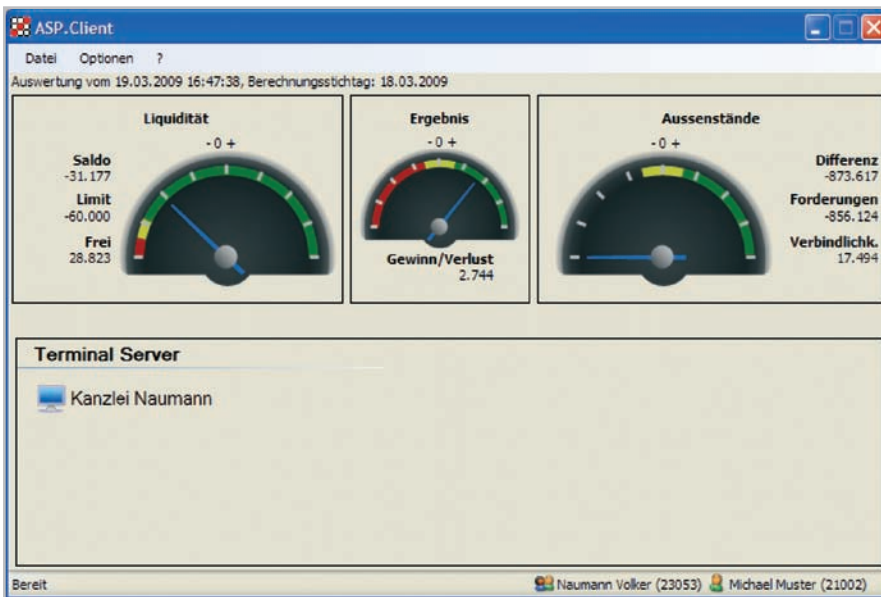 ASP.Client
Datei Optionen ?
Auswertung vom 19.03.2009 16:47:38, Berechnungsstichtag: 18.03.2009
Liquidität
- 0 +
Saldo
-31.177
Limit
-60.000
Frei
28.823
Ergebnis
- 0 +
Gewinn/Verlust
2.744
Aussenstände
- 0 +
Differenz
-873.617
Forderungen
-856.124
Verbindlichk.
17.494
Terminal Server
Kanzlei Naumann
Bereit
Naumann Volker (23053) Michael Muster (21002)